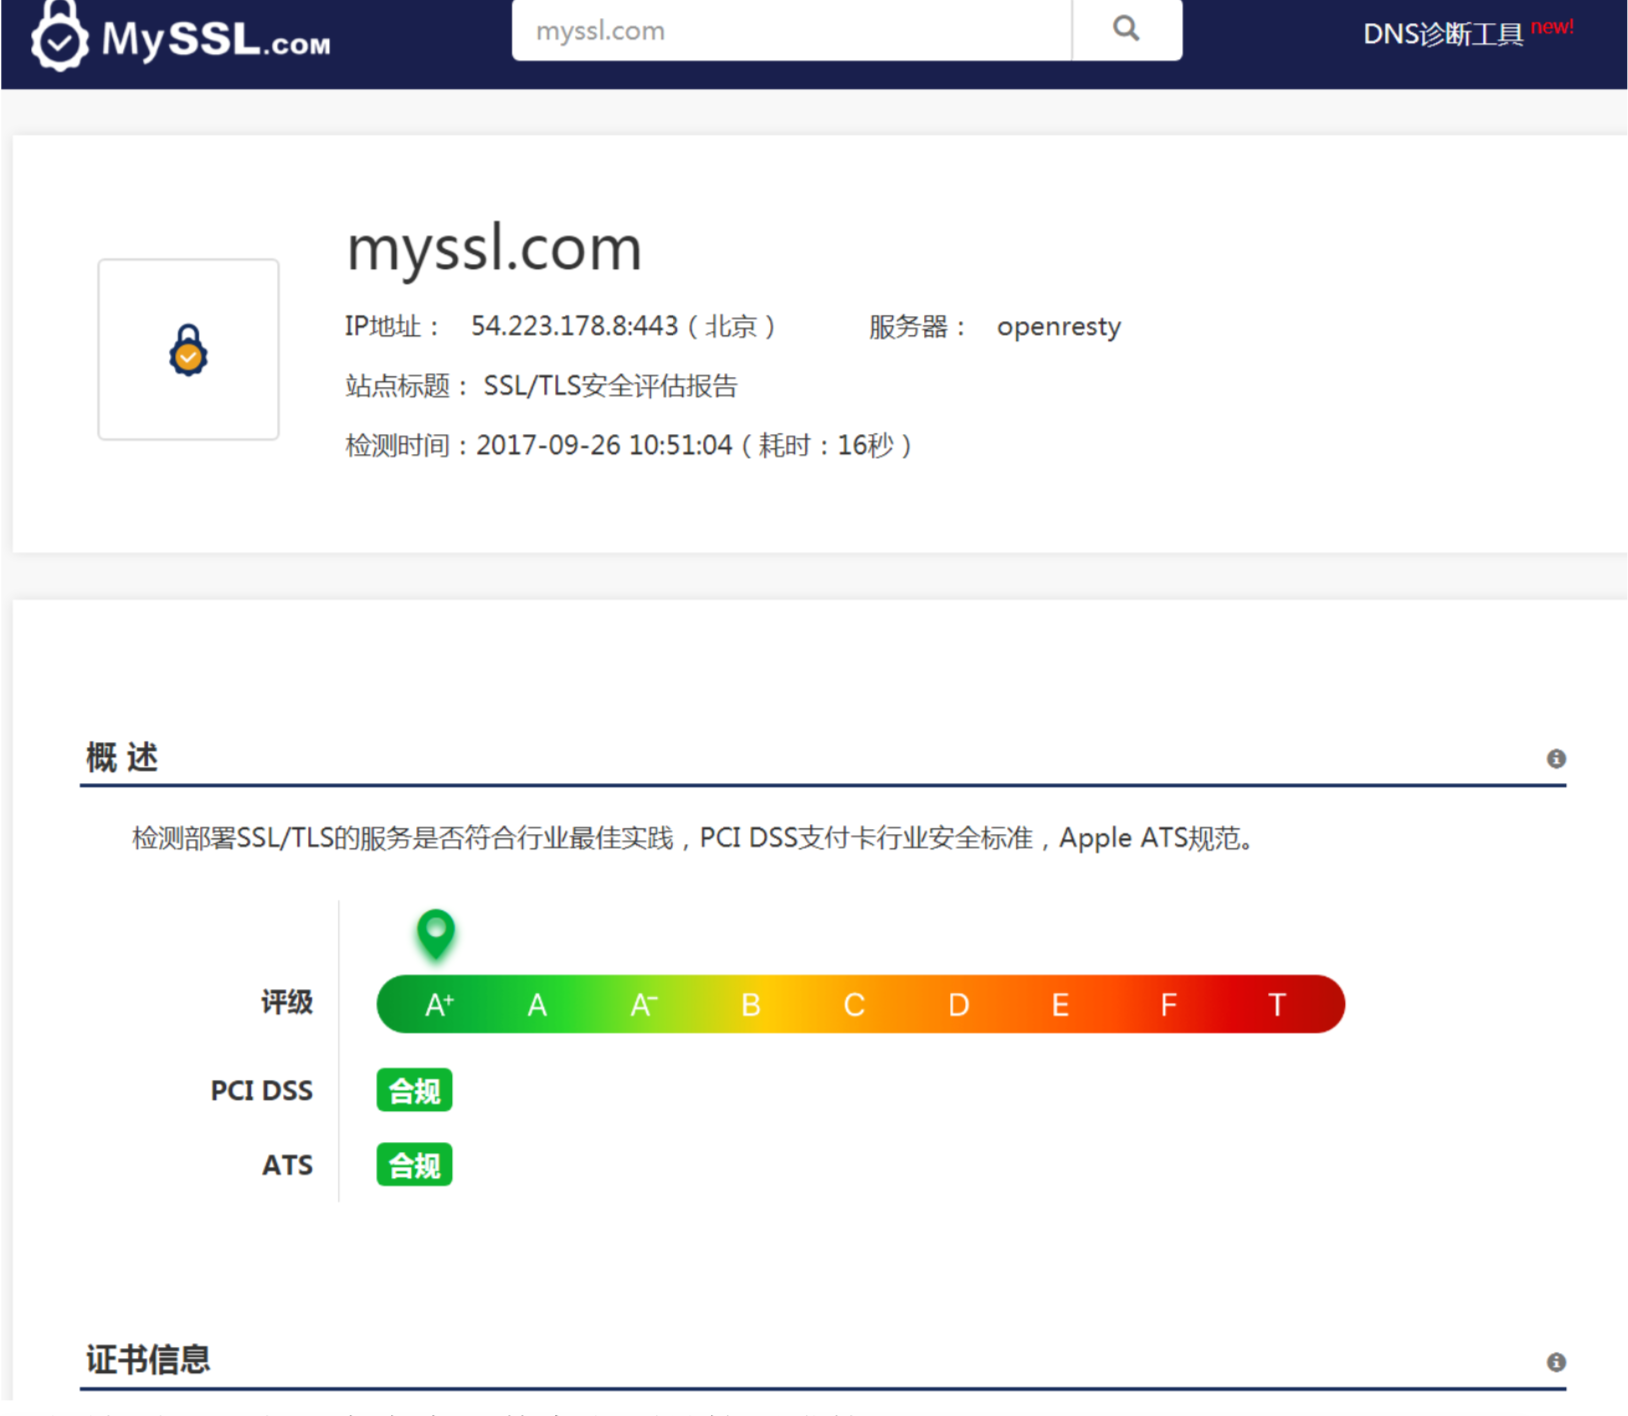 MySSL.COM
myssl.com
DNS诊断工具 new!
myssl.com
IP地址： 54.223.178.8:443（北京） 服务器： openresty
站点标题： SSL/TLS安全评估报告
检测时间：2017-09-26 10:51:04（耗时：16秒）
概 述
检测部署SSL/TLS的服务是否符合行业最佳实践，PCI DSS支付卡行业安全标准，Apple ATS规范。
评级 A+ A A- B C D E F T
PCI DSS 合规
ATS 合规
证书信息